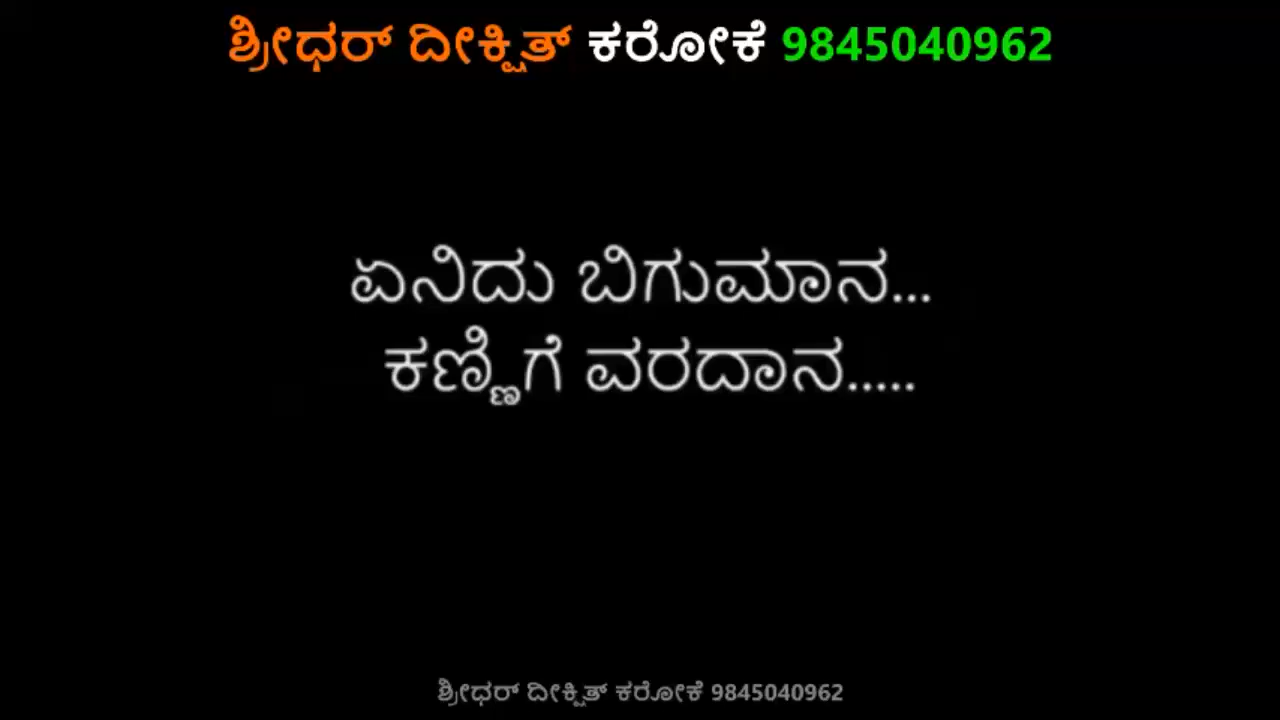 ಶ್ರೀಧರ್ ದೀಕ್ಷಿತ್ ಕರೋಕೆ 9845040962
ಏನಿದು ಬಿಗುಮಾನ...
ಕಣ್ಣಿಗೆ ವರದಾನ.....
ಶ್ರೀಧರ್ ದೀಕ್ಷಿತ್ ಕರೋಕೆ 9845040962